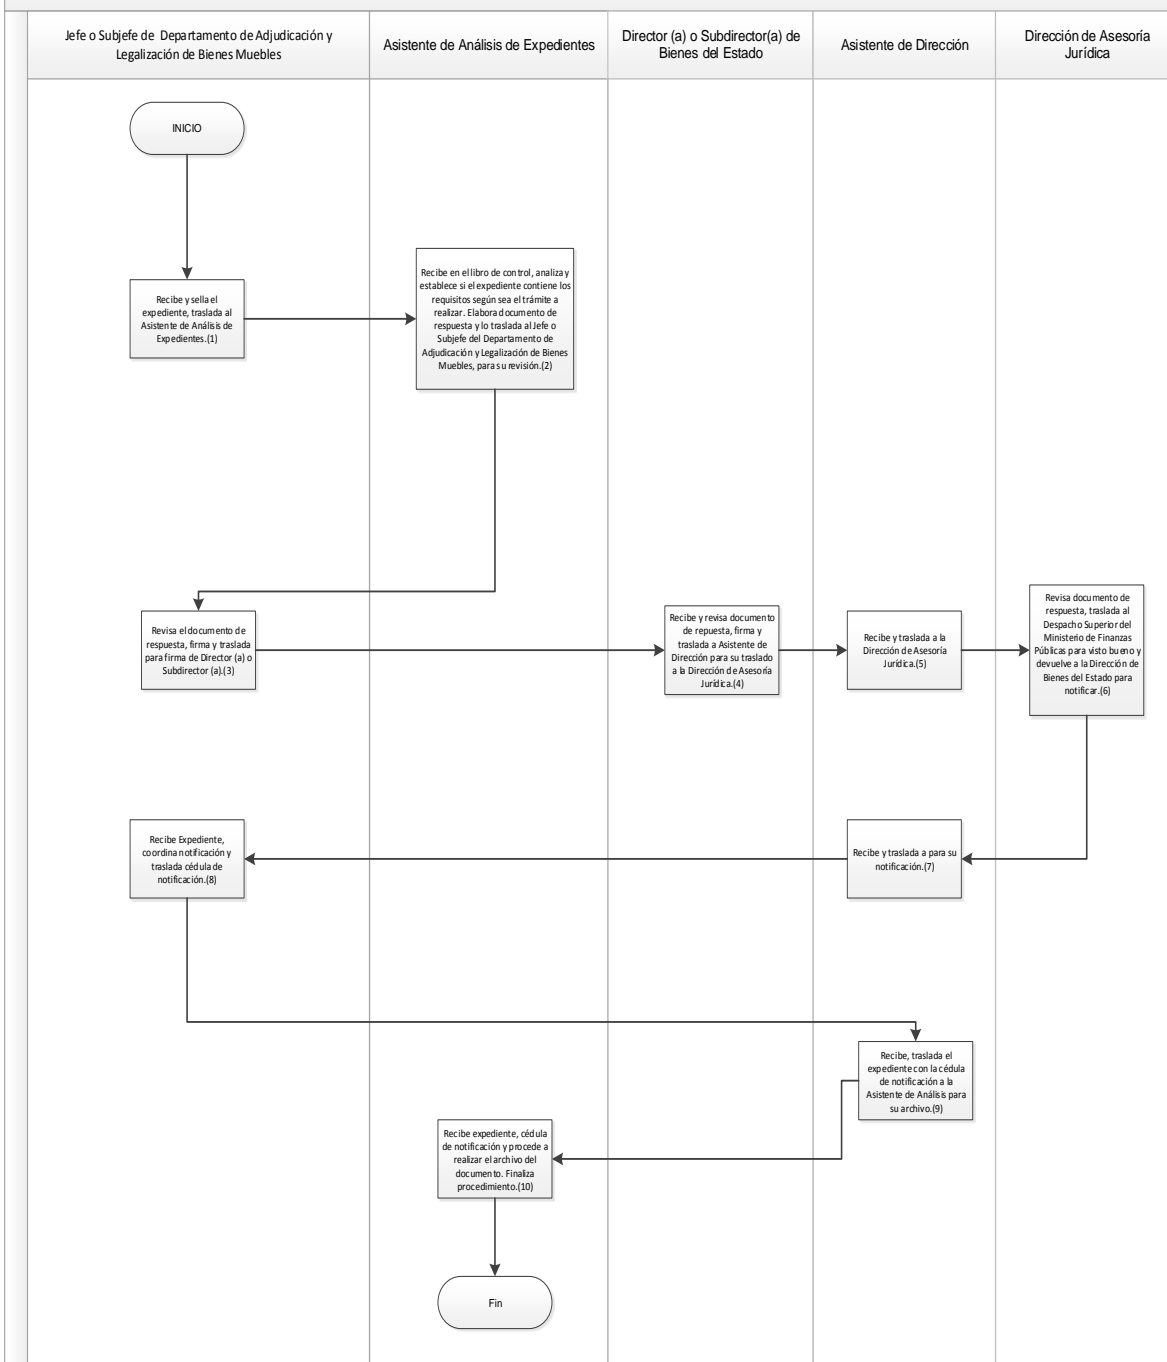 Jefe o Subjefe de Departamento de Adjudicación y
Legalización de Bienes Muebles
Asistente de Análisis de Expedientes
Director (a) o Subdirector(a) de
Bienes del Estado
Asistente de Dirección
Dirección de Asesoría
Jurídica
INICIO
Recibe y sella el
expediente, traslada al
Asistente de Análisis de
Expedientes.(1)
Recibe en el libro de control, analiza y
establece si el expediente contiene los
requisitos según sea el trámite a
realizar. Elabora documento de
respuesta y lo traslada al Jefe o
Subjefe del Departamento de
Adjudicación y Legalización de Bienes
Muebles, para su revisión.(2)
Revisa el documento de
respuesta, firma y traslada
para firma de Director (a) o
Subdirector (a).(3)
Recibe y revisa documento
de repuesta, firma y
traslada a Asistente de
Dirección para su traslado
a la Dirección de Asesoría
Jurídica.(4)
Recibe y traslada a la
Dirección de Asesoría
Jurídica.(5)
Revisa documento de
respuesta, traslada al
Despacho Superior del
Ministerio de Finanzas
Públicas para visto bueno y
devuelve a la Dirección de
Bienes del Estado para
notificar.(6)
Recibe y traslada a para su
notificación.(7)
Recibe Expediente,
coordina notificación y
traslada cédula de
notificación.(8)
Recibe, traslada el
expediente con la cédula
de notificación a la
Asistente de Análisis para
su archivo.(9)
Recibe expediente, cédula
de notificación y procede a
realizar el archivo del
documento. Finaliza
procedimiento.(10)
Fin